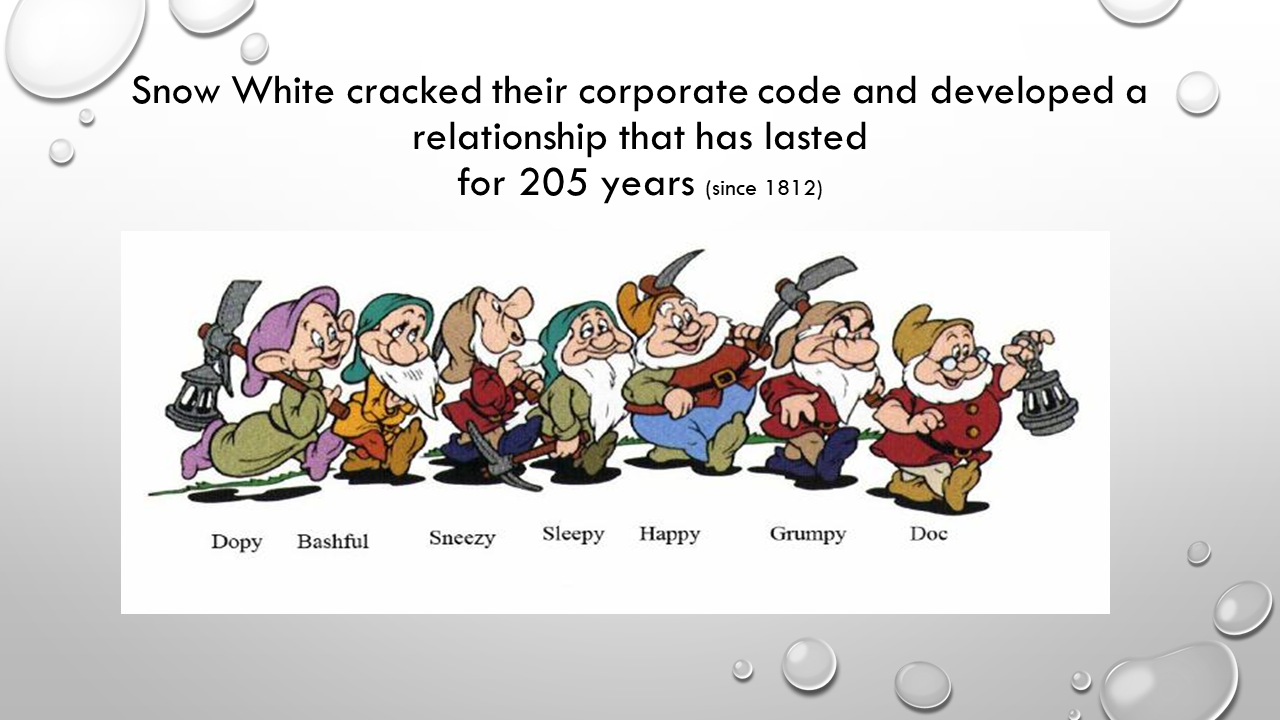 Snow White cracked their corporate code and developed a
relationship that has lasted
for 205 years (since 1812)
Dopy Bashful Sneezy Sleepy Happy Grumpy Doc